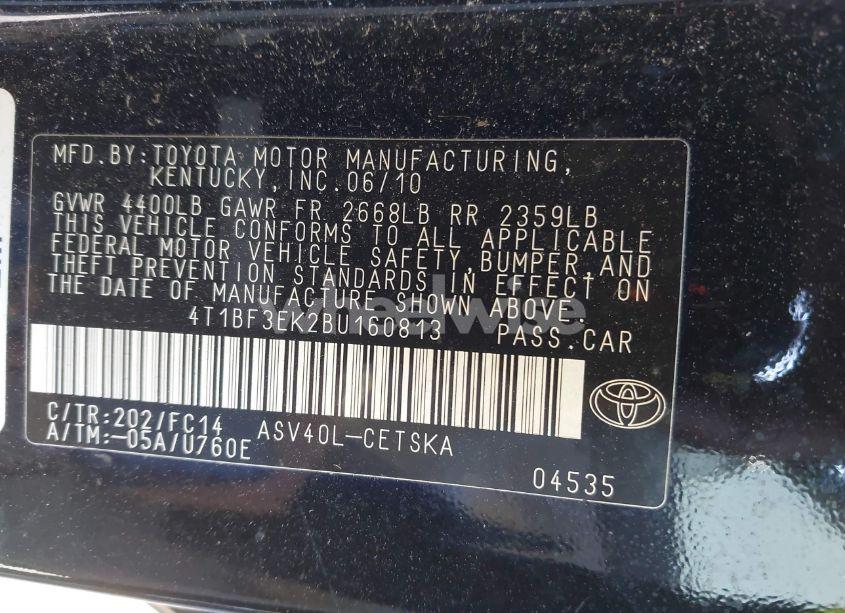 MFD.BY:TOYOTA MOTOR MANUFACTURING,
KENTUCKY,INC.06/10
GVWR 4400LB GAWR FR 2668LB RR 2359LB
THIS VEHICLE CONFORMS TO ALL APPLICABLE
FEDERAL MOTOR VEHICLE SAFETY,BUMPER,AND
THEFT PREVENTION STANDARDS IN EFFECT ON
THE DATE OF MANUFACTURE SHOWN ABOVE.
4T1BF3EK2BU160813 PASS.CAR
wheelwise
C/TR:202/FC14 ASV40L-CETSKA
A/TM:-05A/U760E
04535